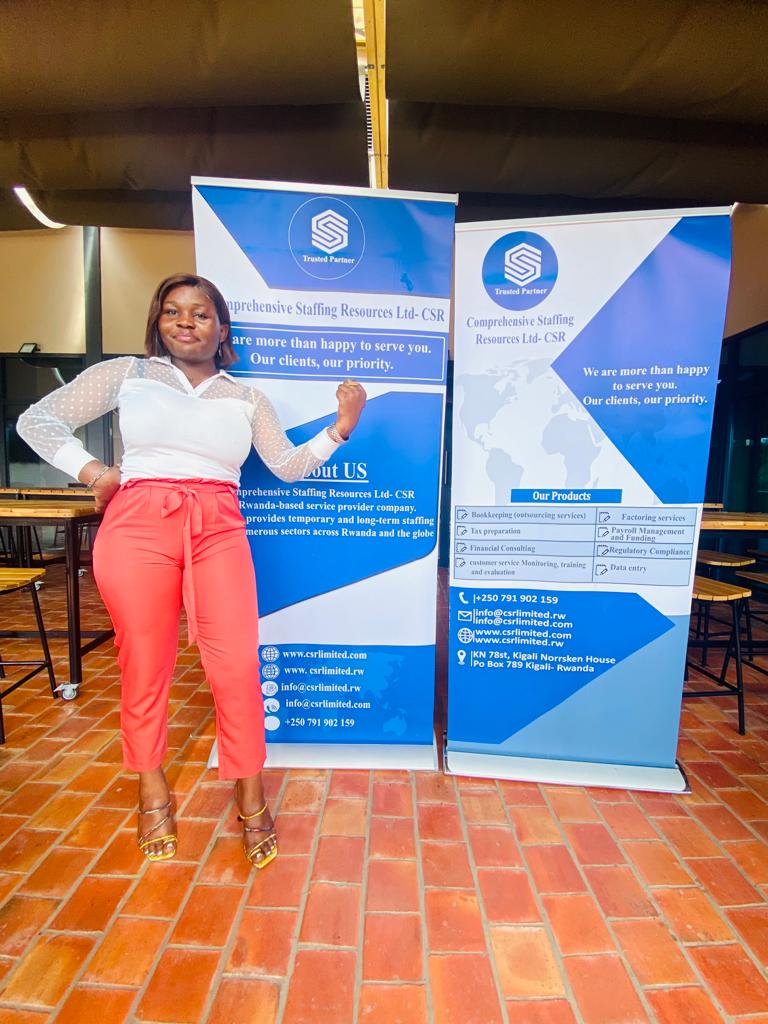 Trusted Partner
mprehensive Staffing Resources Ltd- CSR
are more than happy to serve you.
Our clients, our priority.
out US
mprehensive Staffing Resources Ltd- CSR
Rwanda-based service provider company.
provides temporary and long-term staffing
merous sectors across Rwanda and the globe
www.csrlimited.com
www. csrlimited.rw
info@csrlimited.rw
info@csrlimited.com
+250 791 902 159
Trusted Partner
Comprehensive Staffing
Resources Ltd- CSR
We are more than happy
to serve you.
Our clients, our priority.
Our Products
Bookkeeping (outsourcing services)
Factoring services
Tax preparation
Payroll Management
and Funding
Financial Consulting
Regulatory Compliance
customer service Monitoring, training
and evaluation
Data entry
+250 791 902 159
info@csrlimited.rw
info@csrlimited.com
www.csrlimited.com
www.csrlimited.rw
KN 78st, Kigali Norrsken House
Po Box 789 Kigali- Rwanda